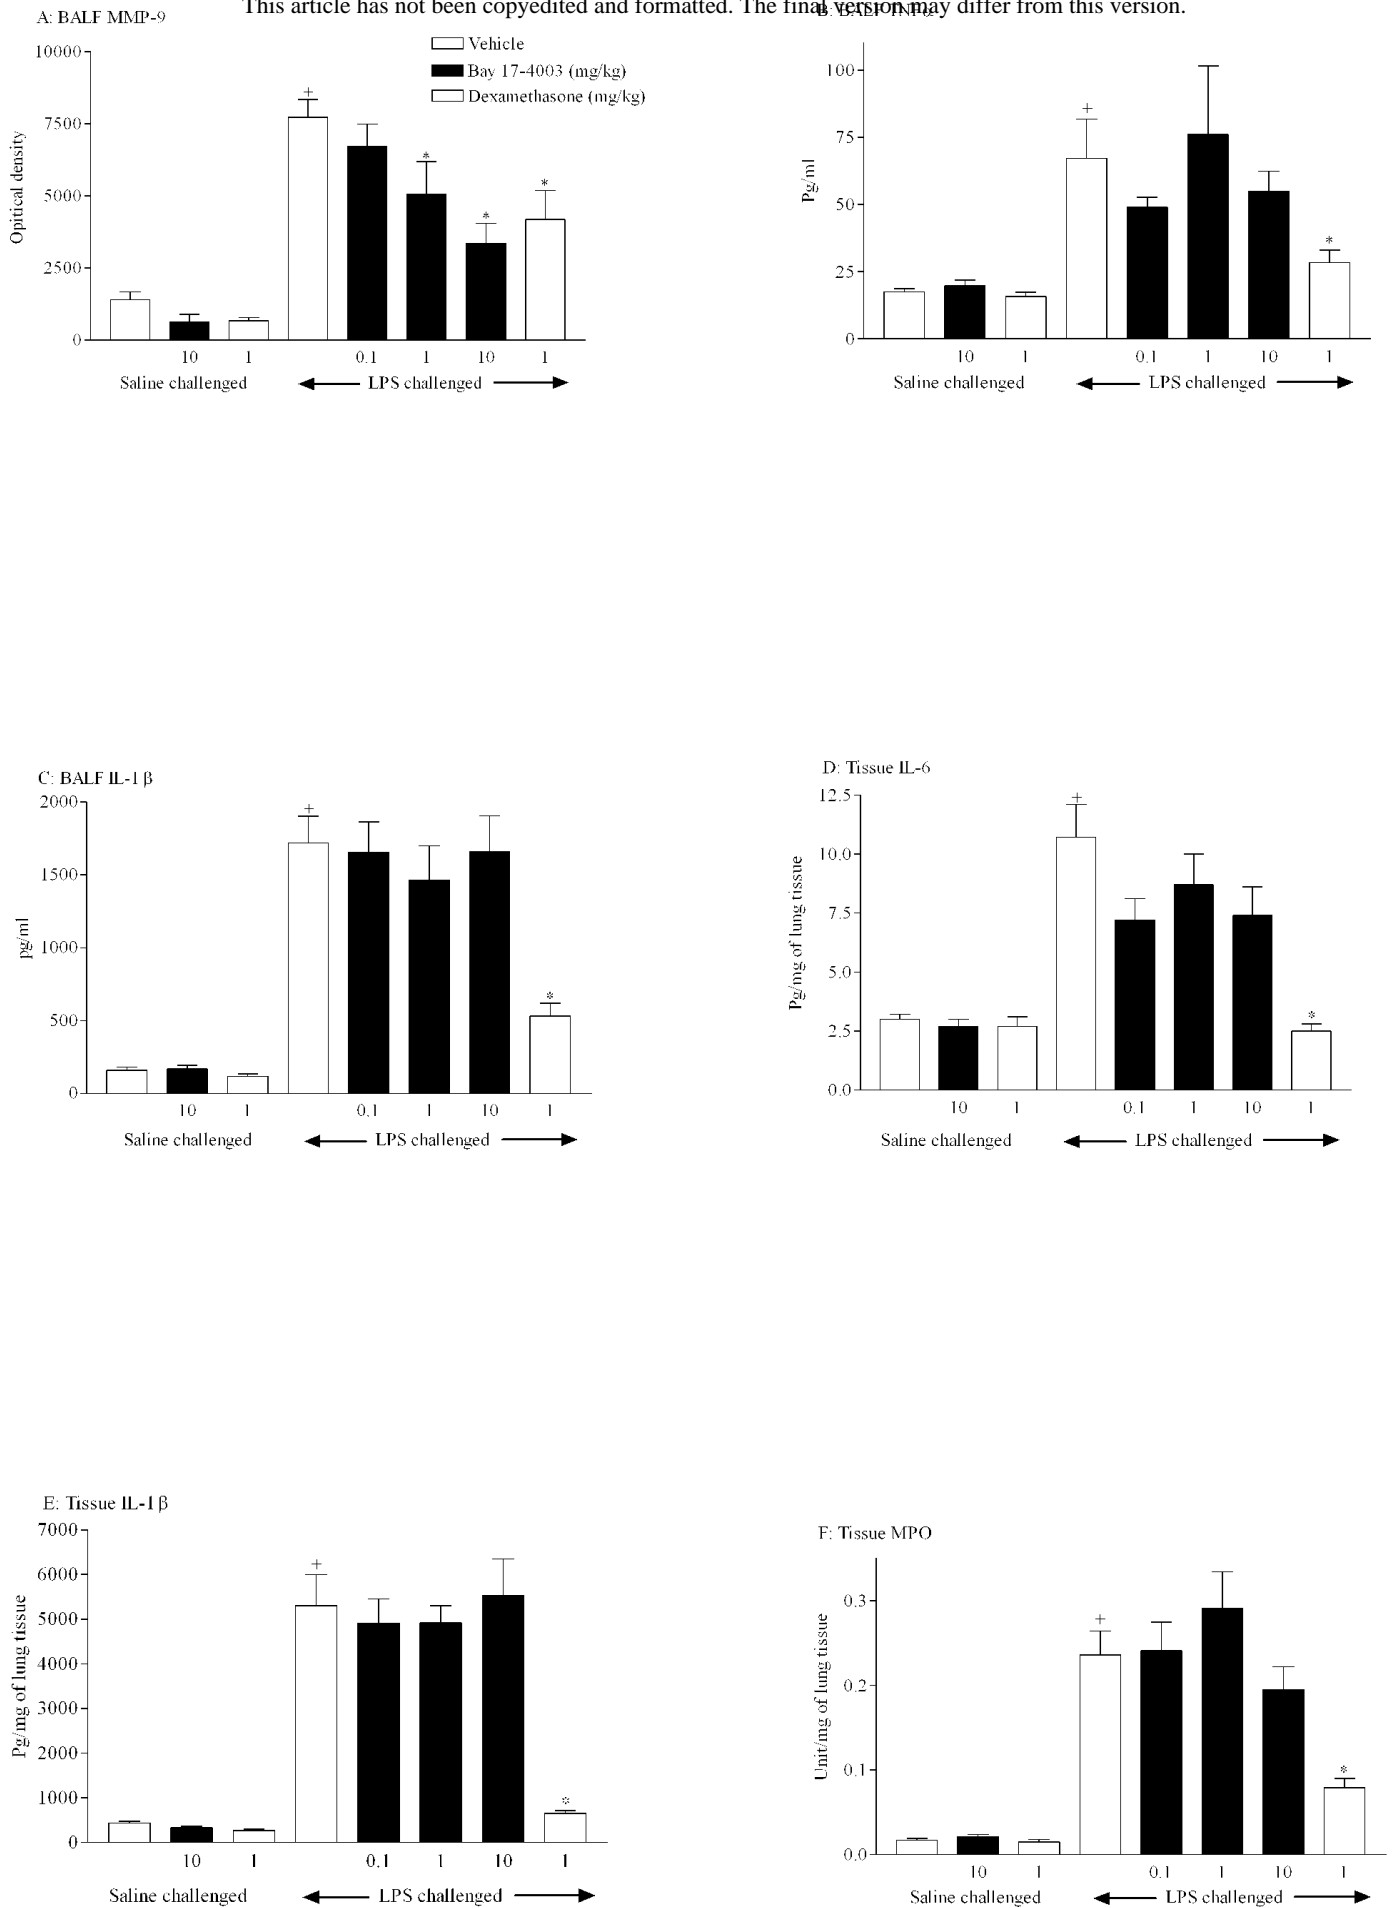 This article has not been copyedited and formatted. The final version may differ from this version.
A: BALF MMP-9
Vehicle
Bay 17-4003 (mg/kg)
Dexamethasone (mg/kg)
Opitical density
10000
7500
5000
2500
0
+
*
*
*
10 1 0.1 1 10 1
Saline challenged LPS challenged
B: BALF TNFα
Pg/ml
100
75
50
25
0
+
*
10 1 0.1 1 10 1
Saline challenged LPS challenged
C: BALF IL-1β
pg/ml
2000
1500
1000
500
0
+
*
10 1 0.1 1 10 1
Saline challenged LPS challenged
D: Tissue IL-6
Pg/mg of lung tissue
12.5
10.0
7.5
5.0
2.5
0.0
+
*
10 1 0.1 1 10 1
Saline challenged LPS challenged
E: Tissue IL-1β
Pg/mg of lung tissue
7000
6000
5000
4000
3000
2000
1000
0
+
*
10 1 0.1 1 10 1
Saline challenged LPS challenged
F: Tissue MPO
Unit/mg of lung tissue
0.3
0.2
0.1
0.0
+
*
10 1 0.1 1 10 1
Saline challenged LPS challenged